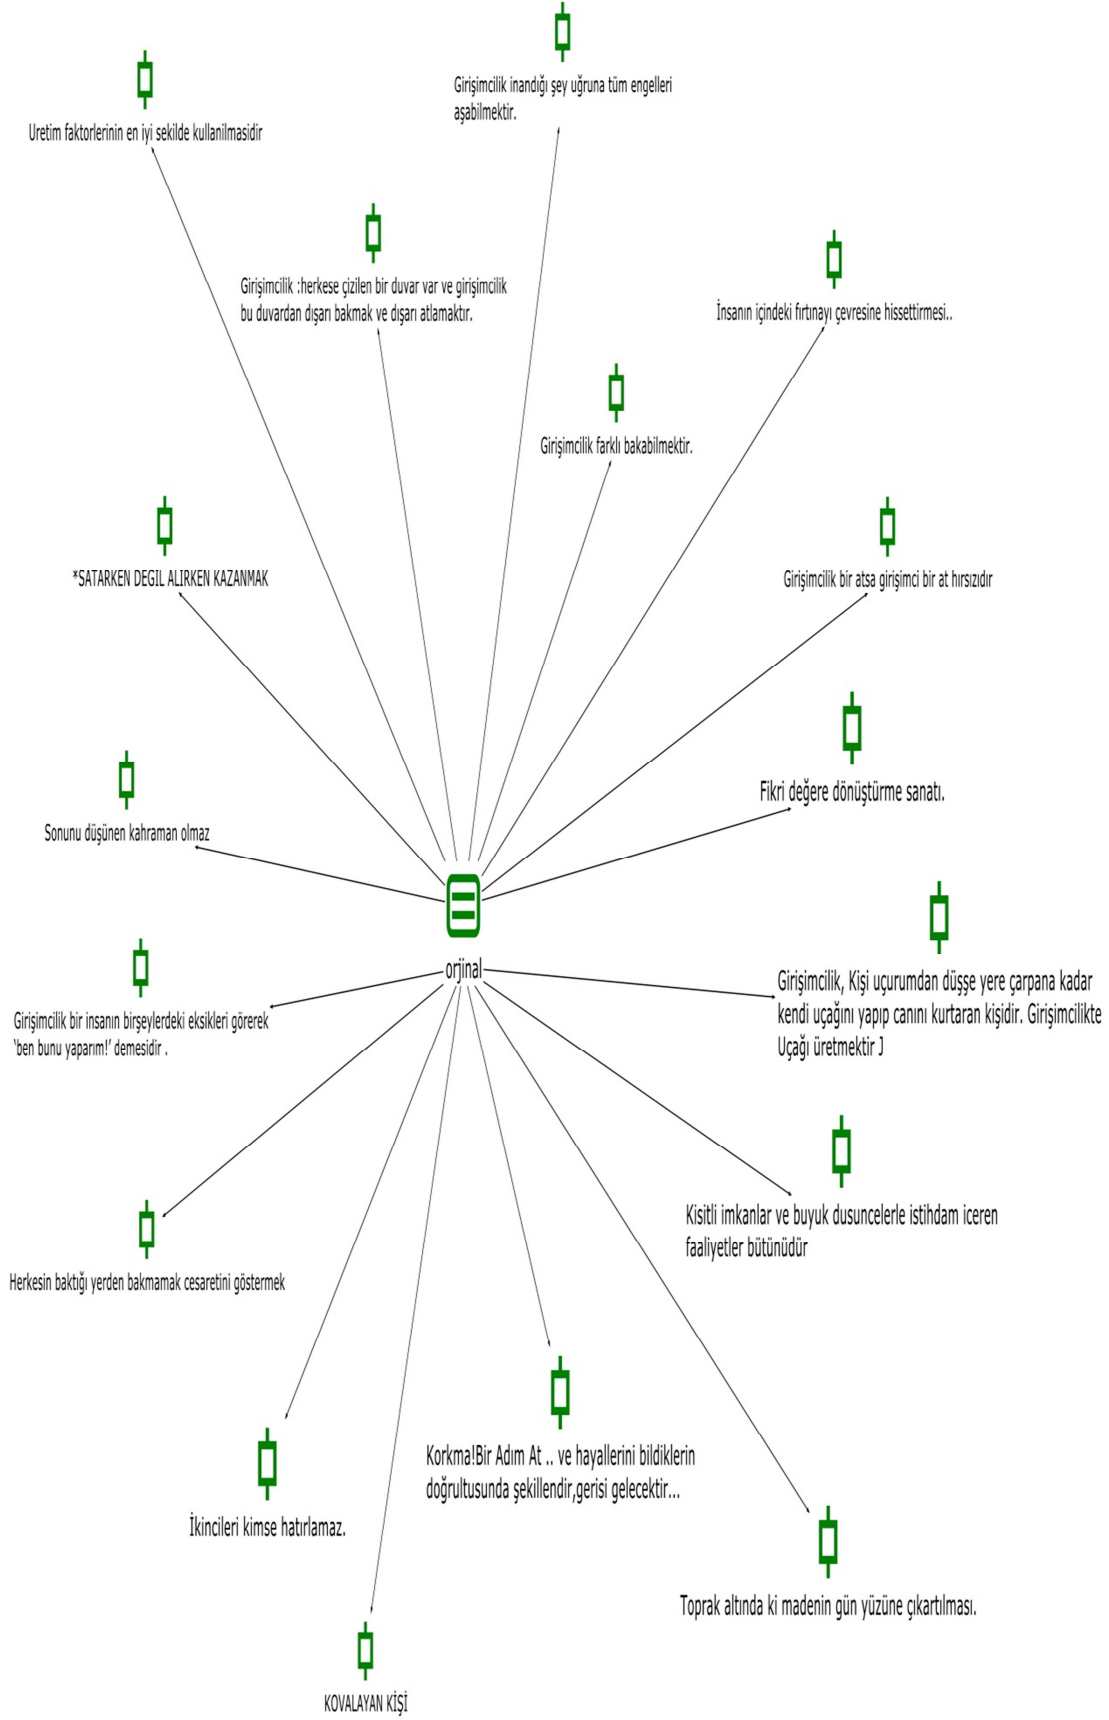 Girişimcilik inandığı şey uğruna tüm engelleri
aşabilmektir.
Uretim faktorlerinin en iyi sekilde kullanilmasidir
Girişimcilik :herkese çizilen bir duvar var ve girişimcilik
bu duvardan dışarı bakmak ve dışarı atlamaktır.
İnsanın içindeki fırtınayı çevresine hissettirmesi..
Girişimcilik farklı bakabilmektir.
*SATARKEN DEGIL ALIRKEN KAZANMAK
Girişimcilik bir atsa girişimci bir at hırsızıdır
Fikri değere dönüştürme sanatı.
Sonunu düşünen kahraman olmaz
orjinal
Girişimcilik, Kişi uçurumdan düşşe yere çarpana kadar
kendi uçağını yapıp canını kurtaran kişidir. Girişimcilikte
Uçağı üretmektir J
Girişimcilik bir insanın birşeylerdeki eksikleri görerek
‘ben bunu yaparım!’ demesidir .
Kisitli imkanlar ve buyuk dusuncelerle istihdam iceren
faaliyetler bütünüdür
Herkesin baktığı yerden bakmamak cesaretini göstermek
Korkma!Bir Adım At .. ve hayallerini bildiklerin
doğrultusunda şekillendir,gerisi gelecektir...
İkincileri kimse hatırlamaz.
Toprak altında ki madenin gün yüzüne çıkartılması.
KOVALAYAN KİŞİ